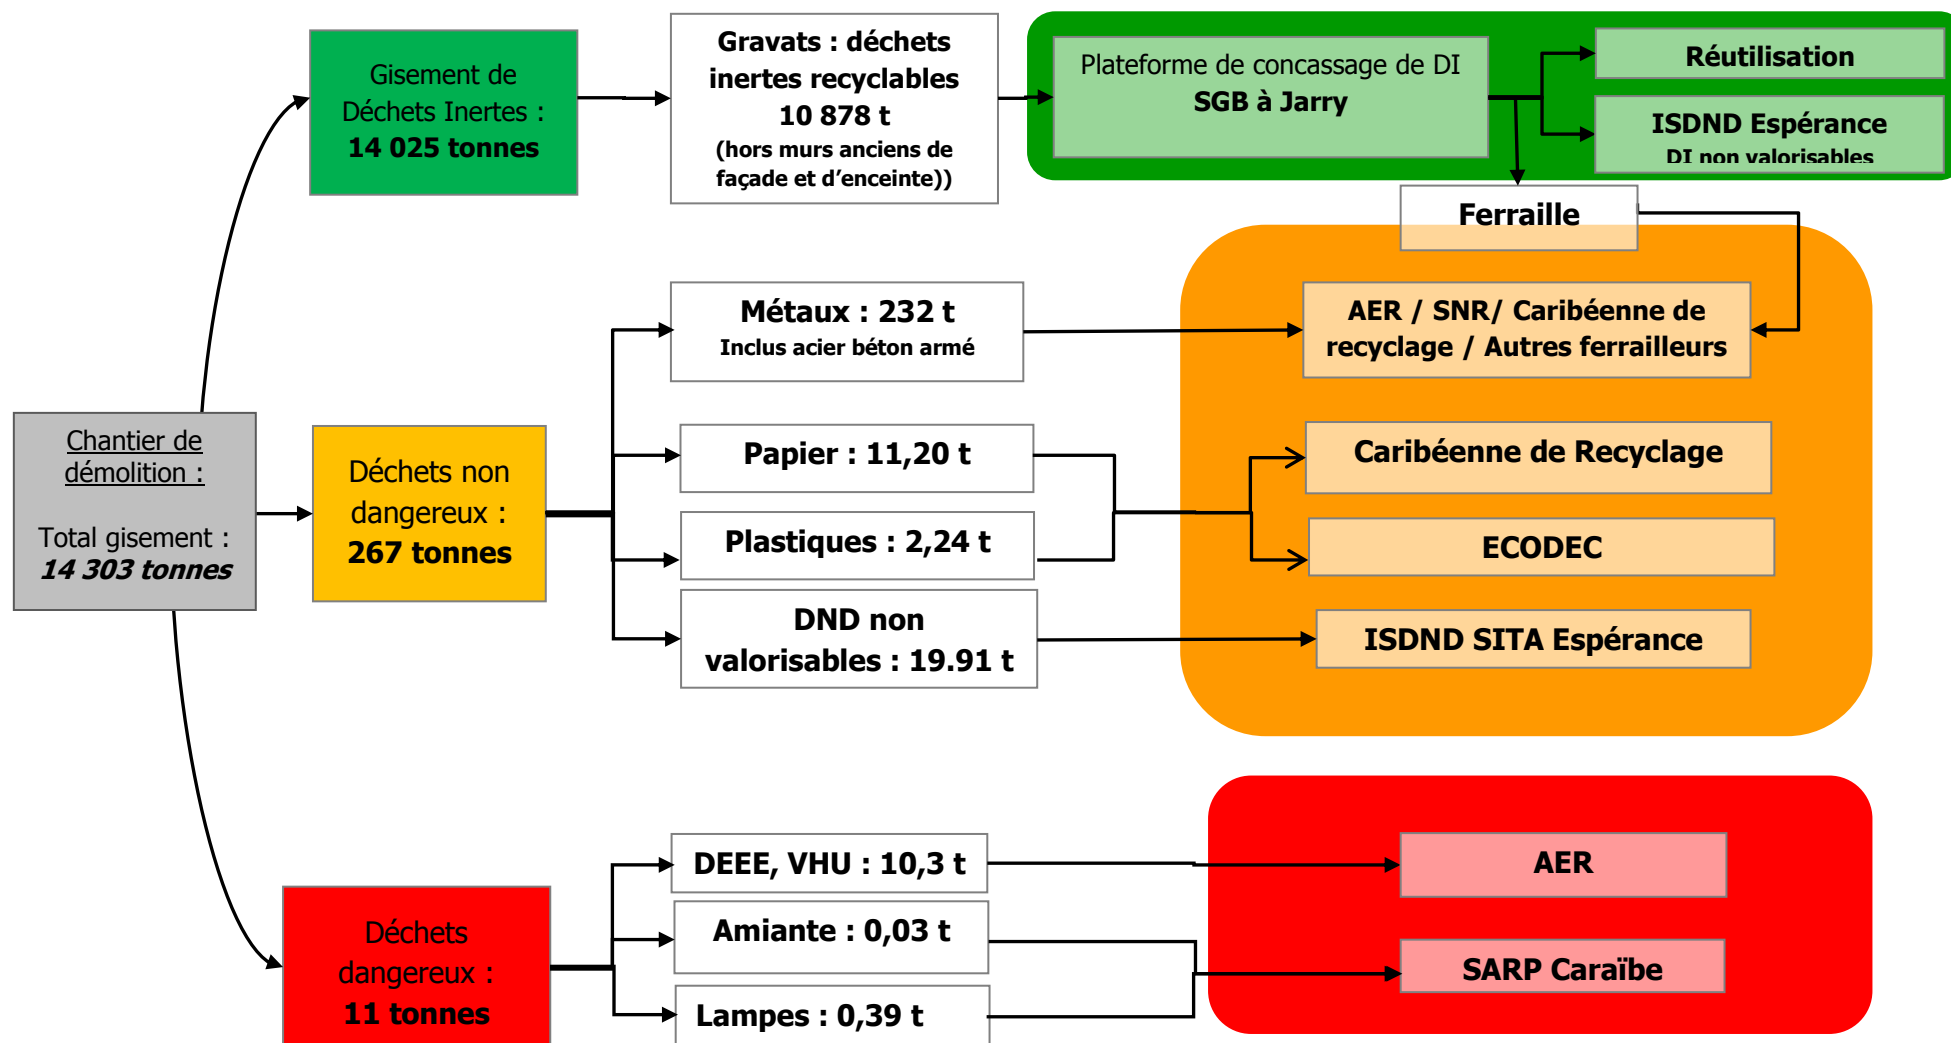 Chantier de
démolition :
Total gisement :
14 303 tonnes
Gisement de
Déchets Inertes :
14 025 tonnes
Gravats : déchets
inertes recyclables
10 878 t
(hors murs anciens de
façade et d'enceinte))
Plateforme de concassage de DI
SGB à Jarry
Réutilisation
ISDND Espérance
DI non valorisables
Ferraille
Déchets non
dangereux :
267 tonnes
Métaux : 232 t
Inclus acier béton armé
AER / SNR/ Caribéenne de
recyclage / Autres ferrailleurs
Papier : 11,20 t
Caribéenne de Recyclage
Plastiques : 2,24 t
ECODEC
DND non
valorisables : 19.91 t
ISDND SITA Espérance
Déchets
dangereux :
11 tonnes
DEEE, VHU : 10,3 t
AER
Amiante : 0,03 t
SARP Caraïbe
Lampes : 0,39 t